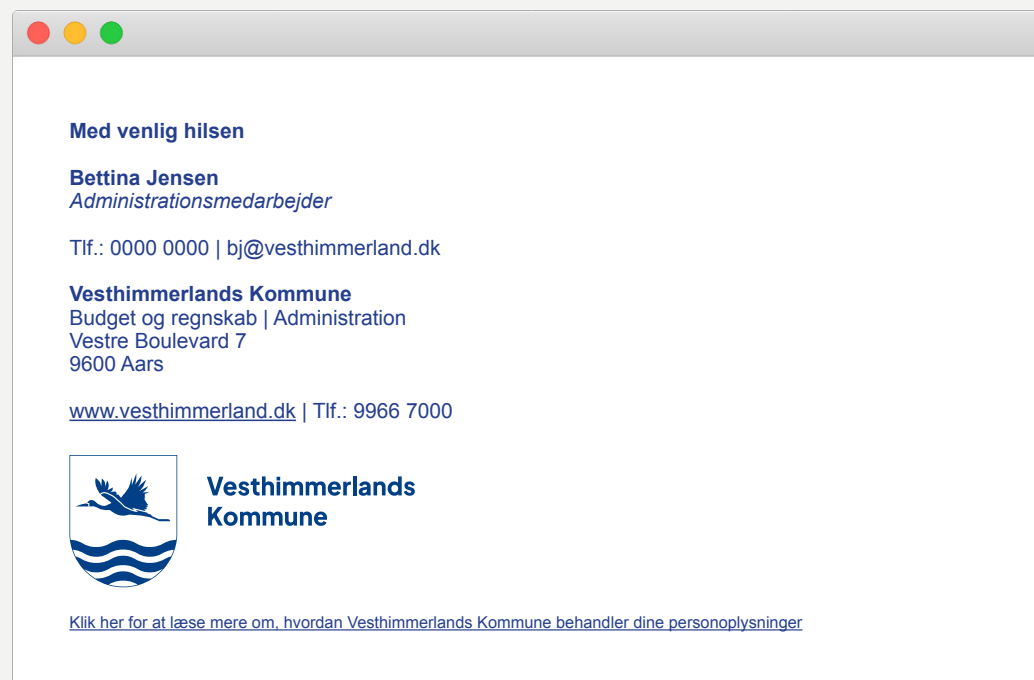 Med venlig hilsen
Bettina Jensen
Administrationsmedarbejder
Tlf.: 0000 0000 | bj@vesthimmerland.dk
Vesthimmerlands Kommune
Budget og regnskab | Administration
Vestre Boulevard 7
9600 Aars
www.vesthimmerland.dk | Tlf.: 9966 7000
Vesthimmerlands
Kommune
Klik her for at læse mere om, hvordan Vesthimmerlands Kommune behandler dine personoplysninger